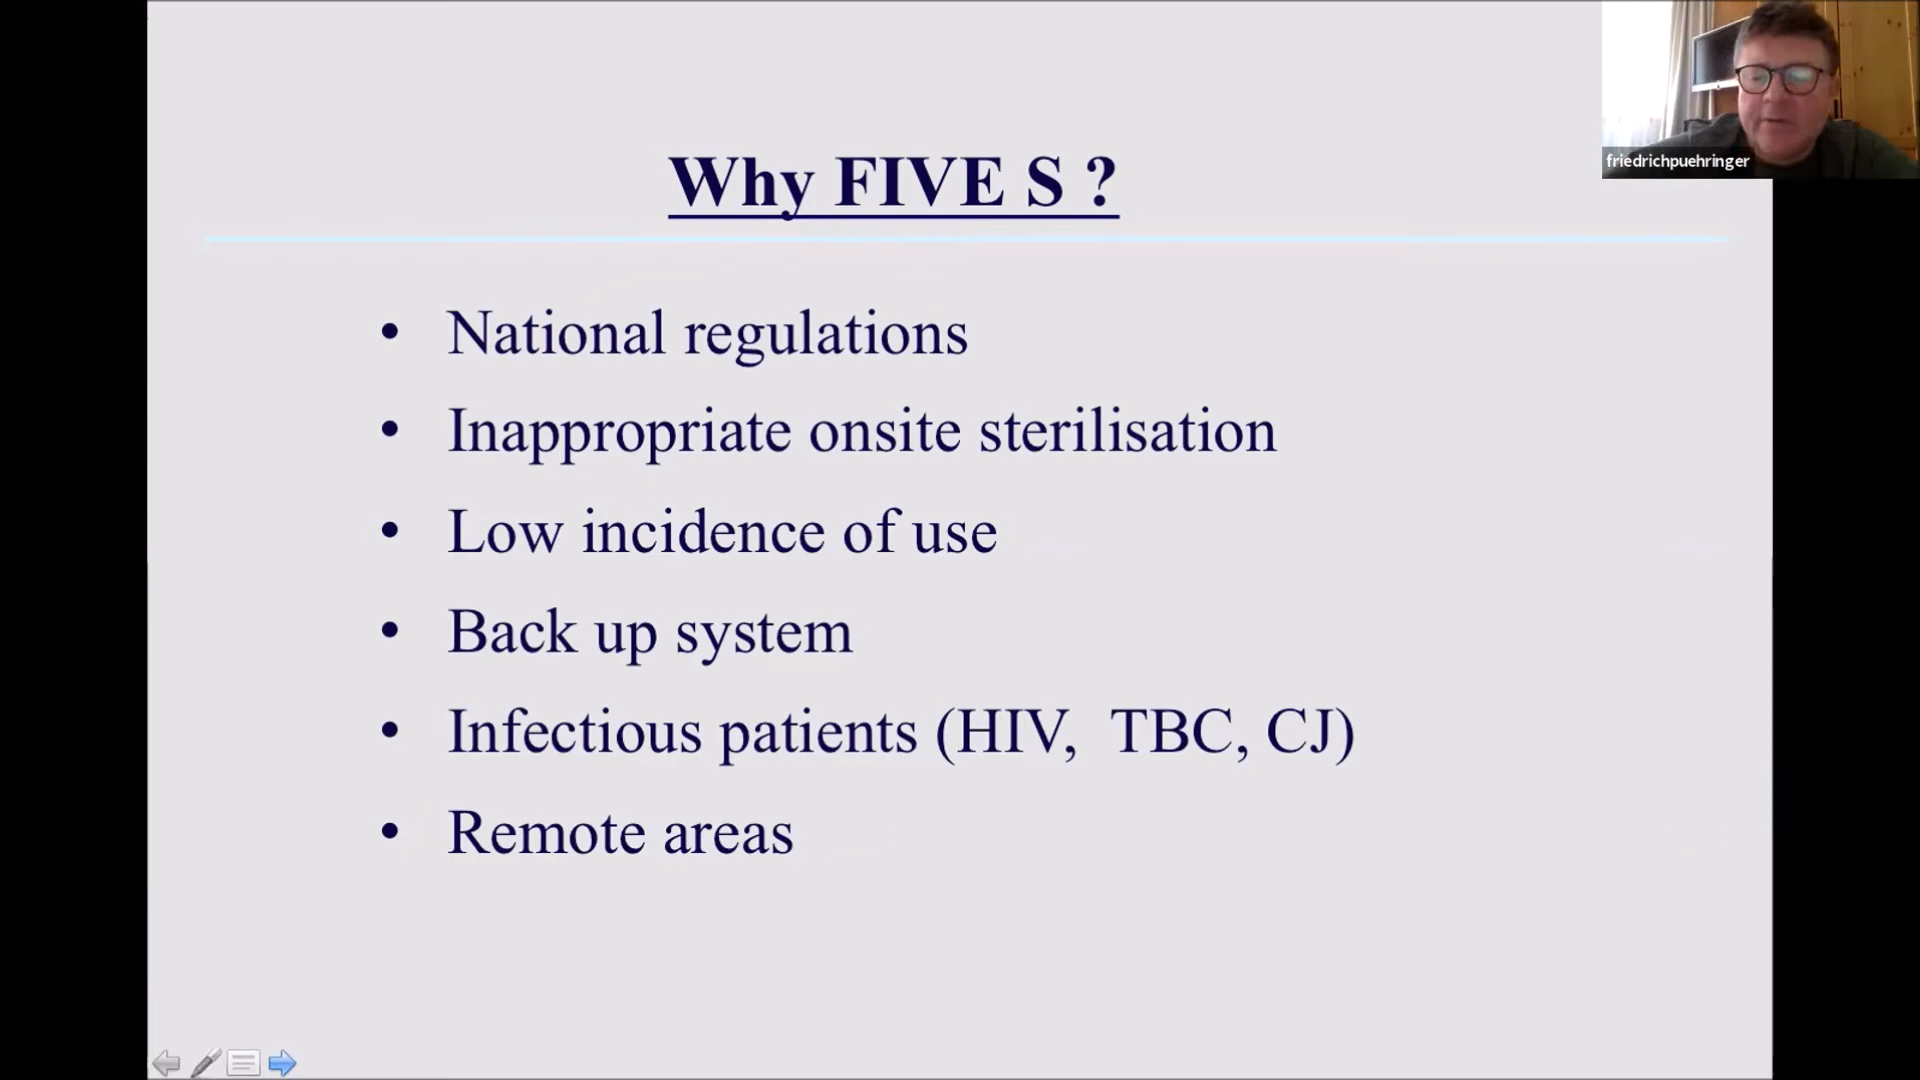 friedrichpuehringer
Why FIVE S ?
• National regulations
• Inappropriate onsite sterilisation
• Low incidence of use
• Back up system
• Infectious patients (HIV,  TBC, CJ)
• Remote areas